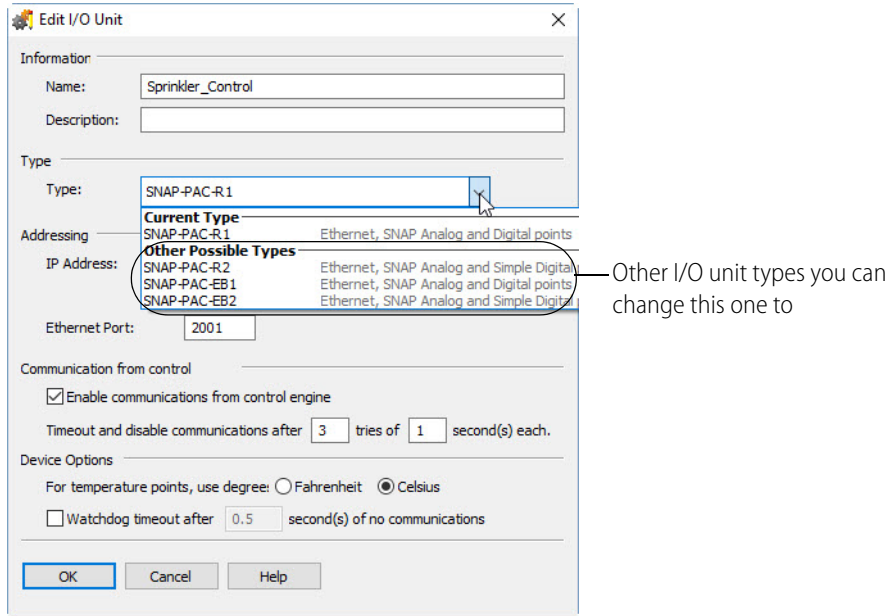 Edit I/O Unit
Information
Name: Sprinkler_Control
Description:
Type
Type: SNAP-PAC-R1
Current Type
SNAP-PAC-R1 Ethernet, SNAP Analog and Digital points
Addressing
Other Possible Types
IP Address:
SNAP-PAC-R2 Ethernet, SNAP Analog and Simple Digital
SNAP-PAC-EB1 Ethernet, SNAP Analog and Digital points
SNAP-PAC-EB2 Ethernet, SNAP Analog and Simple Digital
Other I/O unit types you can
change this one to
Ethernet Port: 2001
Communication from control
Enable communications from control engine
Timeout and disable communications after 3 tries of 1 second(s) each.
Device Options
For temperature points, use degree: Fahrenheit Celsius
Watchdog timeout after 0.5 second(s) of no communications
OK Cancel Help